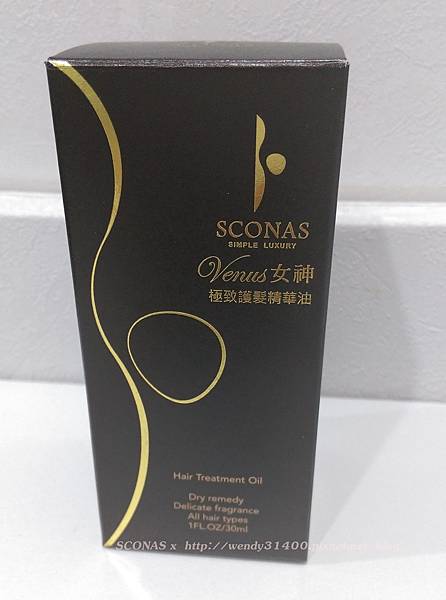 SCONAS
SIMPLE LUXURY
Venus女神
極致護髮精華油
Hair Treatment Oil
Dry remedy
Delicate fragrance
All hair types
1FL.OZ/30ml
SCONAS x http://wendy31400.